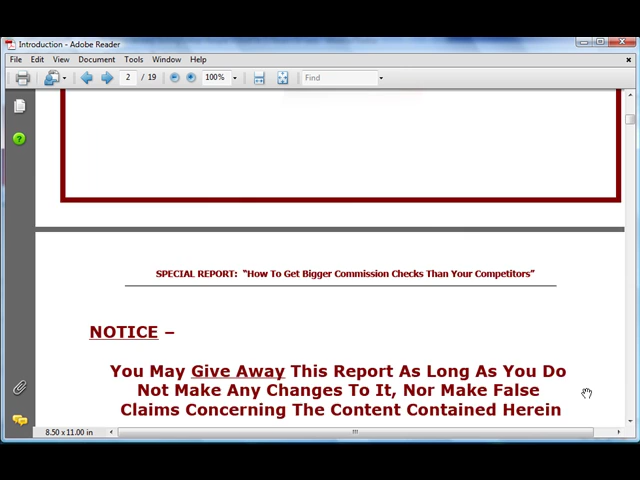 Introduction - Adobe Reader
File Edit View Document Tools Window Help
2 / 19 100% Find
SPECIAL REPORT: “How To Get Bigger Commission Checks Than Your Competitors”
NOTICE –
You May Give Away This Report As Long As You Do
Not Make Any Changes To It, Nor Make False
Claims Concerning The Content Contained Herein
8.50 x 11.00 in